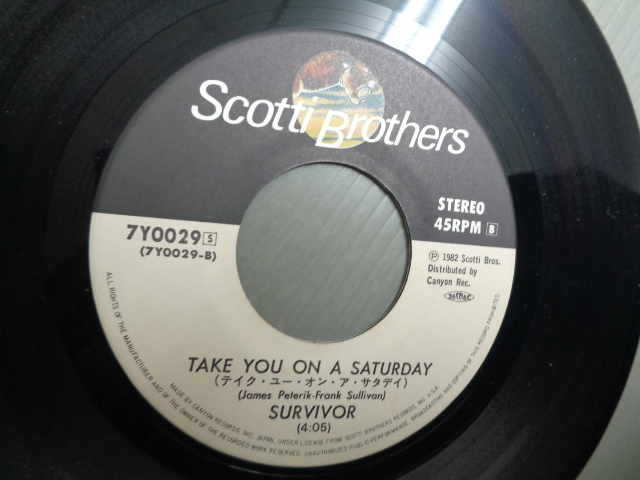 Scotti Brothers
STEREO
45RPM B
7Y0029 S
(7Y0029-B)
Ⓟ 1982 Scotti Bros.
Distributed by
Canyon Rec.
TAKE YOU ON A SATURDAY
(テイク・ユー・オン・ア・サタデイ)
(James Peterik-Frank Sullivan)
SURVIVOR
(4:05)
ALL RIGHTS OF THE MANUFACTURER AND OF THE OWNER OF THE RECORDED WORK RESERVED. UNAUTHORIZED PUBLIC PERFORMANCE, BROADCASTING AND COPYING OF THIS RECORD PROHIBITED.
MADE BY CANYON RECORDS, INC. JAPAN. UNDER LICENSE FROM SCOTTI BROTHERS RECORDS, INC. U.S.A.